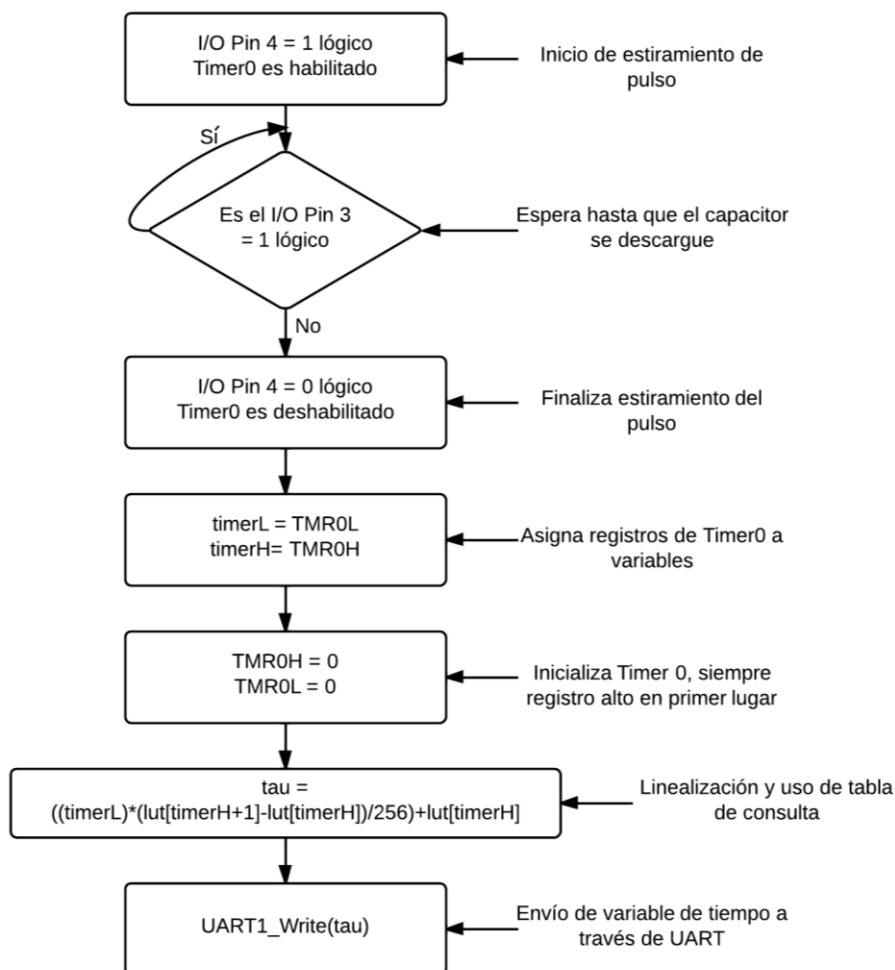 I/O Pin 4 = 1 lógico
Timer0 es habilitado
Inicio de estiramiento de
pulso
Sí
Es el I/O Pin 3
= 1 lógico
Espera hasta que el capacitor
se descargue
No
I/O Pin 4 = 0 lógico
Timer0 es deshabilitado
Finaliza estiramiento del
pulso
timerL = TMR0L
timerH= TMR0H
Asigna registros de Timer0 a
variables
TMR0H = 0
TMR0L = 0
Inicializa Timer 0, siempre
registro alto en primer lugar
tau =
((timerL)*(lut[timerH+1]-lut[timerH])/256)+lut[timerH]
Linealización y uso de tabla
de consulta
UART1_Write(tau)
Envío de variable de tiempo a
través de UART